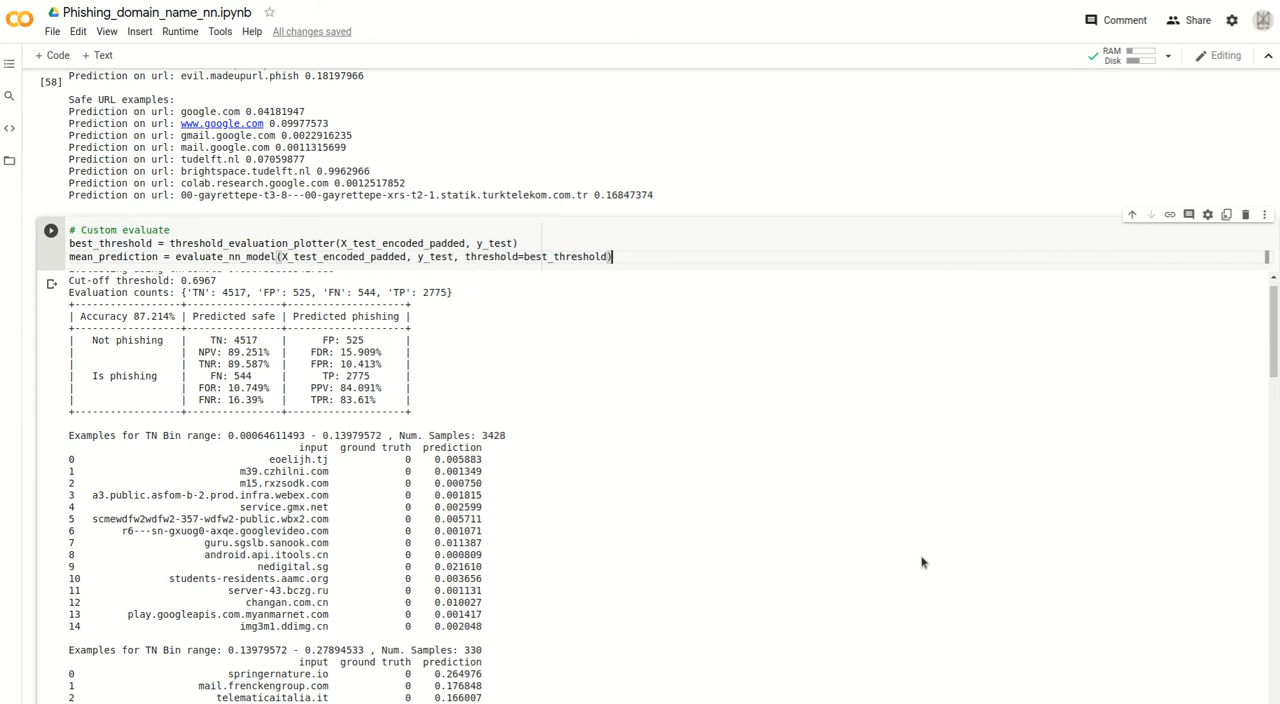 Phishing_domain_name_nn.ipynb
File Edit View Insert Runtime Tools Help All changes saved
Comment Share
+ Code + Text
RAM
Disk
Editing
Prediction on url: evil.madeupurl.phish 0.18197966
[58]
Safe URL examples:
Prediction on url: google.com 0.04181947
Prediction on url: www.google.com 0.09977573
Prediction on url: gmail.google.com 0.0022916235
Prediction on url: mail.google.com 0.0011315699
Prediction on url: tudelft.nl 0.07059877
Prediction on url: brightspace.tudelft.nl 0.9962966
Prediction on url: colab.research.google.com 0.0012517852
Prediction on url: 00-gayrettepe-t3-8---00-gayrettepe-xrs-t2-1.statik.turktelekom.com.tr 0.16847374
# Custom evaluate
best_threshold = threshold_evaluation_plotter(X_test_encoded_padded, y_test)
mean_prediction = evaluate_nn_model(X_test_encoded_padded, y_test, threshold=best_threshold)
Cut-off threshold: 0.6967
Evaluation counts: {'TN': 4517, 'FP': 525, 'FN': 544, 'TP': 2775}
+-----------------+---------------+-------------------+
| Accuracy 87.214% | Predicted safe | Predicted phishing |
+-----------------+---------------+-------------------+
| Not phishing | TN: 4517 | FP: 525 |
| | NPV: 89.251% | FDR: 15.909% |
| | TNR: 89.587% | FPR: 10.413% |
| Is phishing | FN: 544 | TP: 2775 |
| | FOR: 10.749% | PPV: 84.091% |
| | FNR: 16.39% | TPR: 83.61% |
+-----------------+---------------+-------------------+
Examples for TN Bin range: 0.00064611493 - 0.13979572 , Num. Samples: 3428
input ground truth prediction
0 eoelijh.tj 0 0.005883
1 m39.czhilni.com 0 0.001349
2 m15.rxzsodk.com 0 0.000750
3 a3.public.asfom-b-2.prod.infra.webex.com 0 0.001815
4 service.gmx.net 0 0.002599
5 scmewdfw2wdfw2-357-wdfw2-public.wbx2.com 0 0.005711
6 r6---sn-gxuog0-axqe.googlevideo.com 0 0.001071
7 guru.sgslb.sanook.com 0 0.011387
8 android.api.itools.cn 0 0.000809
9 nedigital.sg 0 0.021610
10 students-residents.aamc.org 0 0.003656
11 server-43.bczg.ru 0 0.001131
12 changan.com.cn 0 0.010027
13 play.googleapis.com.myanmarnet.com 0 0.001417
14 img3m1.ddimg.cn 0 0.002048
Examples for TN Bin range: 0.13979572 - 0.27894533 , Num. Samples: 330
input ground truth prediction
0 springernature.io 0 0.264976
1 mail.frenckengroup.com 0 0.176848
2 telematicaitalia.it 0 0.166007